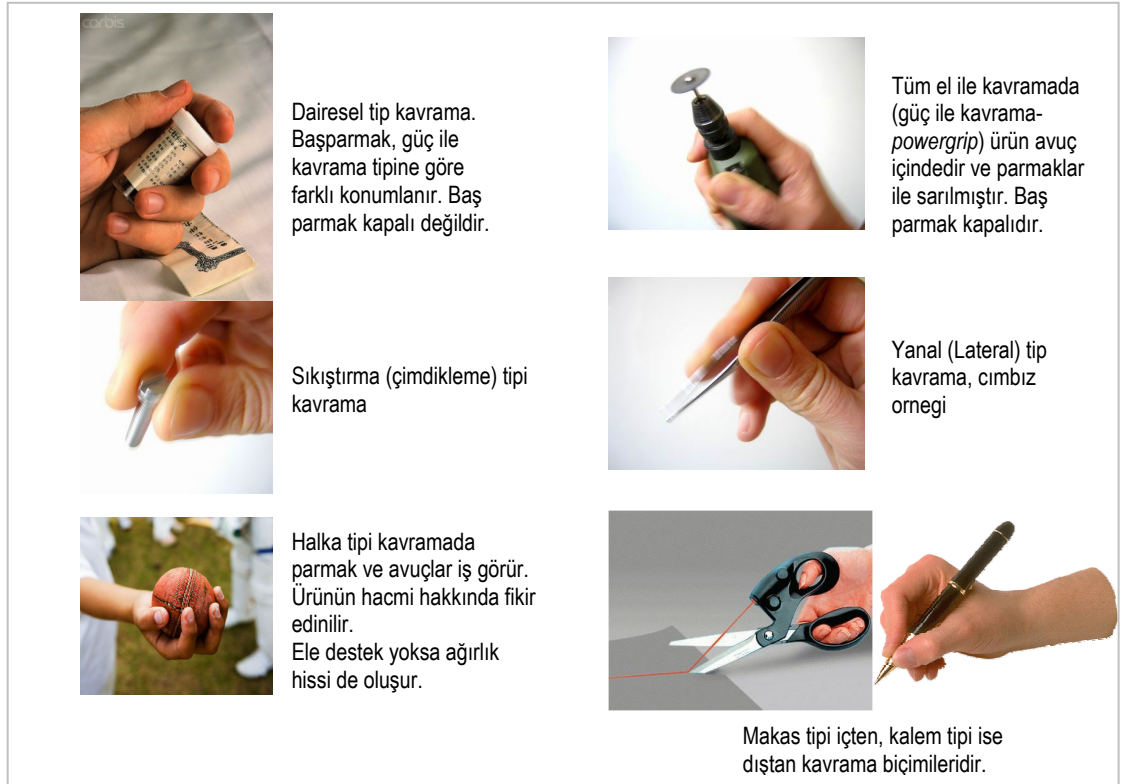 corbis
Dairesel tip kavrama.
Başparmak, güç ile
kavrama tipine göre
farklı konumlanır. Baş
parmak kapalı değildir.
Tüm el ile kavramada
(güç ile kavrama-
powergrip) ürün avuç
içindedir ve parmaklar
ile sarılmıştır. Baş
parmak kapalıdır.
Sıkıştırma (çimdikleme) tipi
kavrama
Yanal (Lateral) tip
kavrama, cımbız
ornegi
Halka tipi kavramada
parmak ve avuçlar iş görür.
Ürünün hacmi hakkında fikir
edinilir.
Ele destek yoksa ağırlık
hissi de oluşur.
Makas tipi içten, kalem tipi ise
dıştan kavrama biçimileridir.